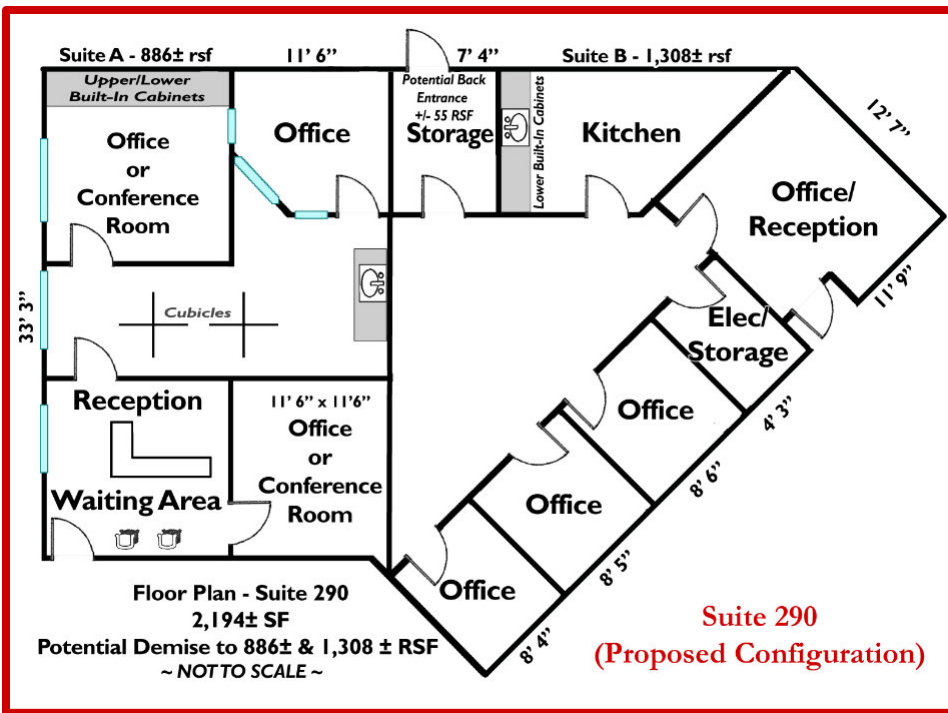 Suite A - 886± rsf
11' 6”
7' 4”
Suite B - 1,308± rsf
Upper/Lower
Built-In Cabinets
Potential Back
Entrance
+/- 55 RSF
Storage
Lower Built-In Cabinets
Kitchen
12' 7”
Office
Office
or
Conference
Room
Office/
Reception
11' 9”
33' 3”
Cubicles
Elec/
Storage
4' 3”
Reception
11' 6” x 11'6”
Office
or
Conference
Room
Waiting Area
Office
8' 6”
Office
8' 5”
Office
8' 4”
Floor Plan - Suite 290
2,194± SF
Potential Demise to 886± & 1,308 ± RSF
~ NOT TO SCALE ~
Suite 290
(Proposed Configuration)